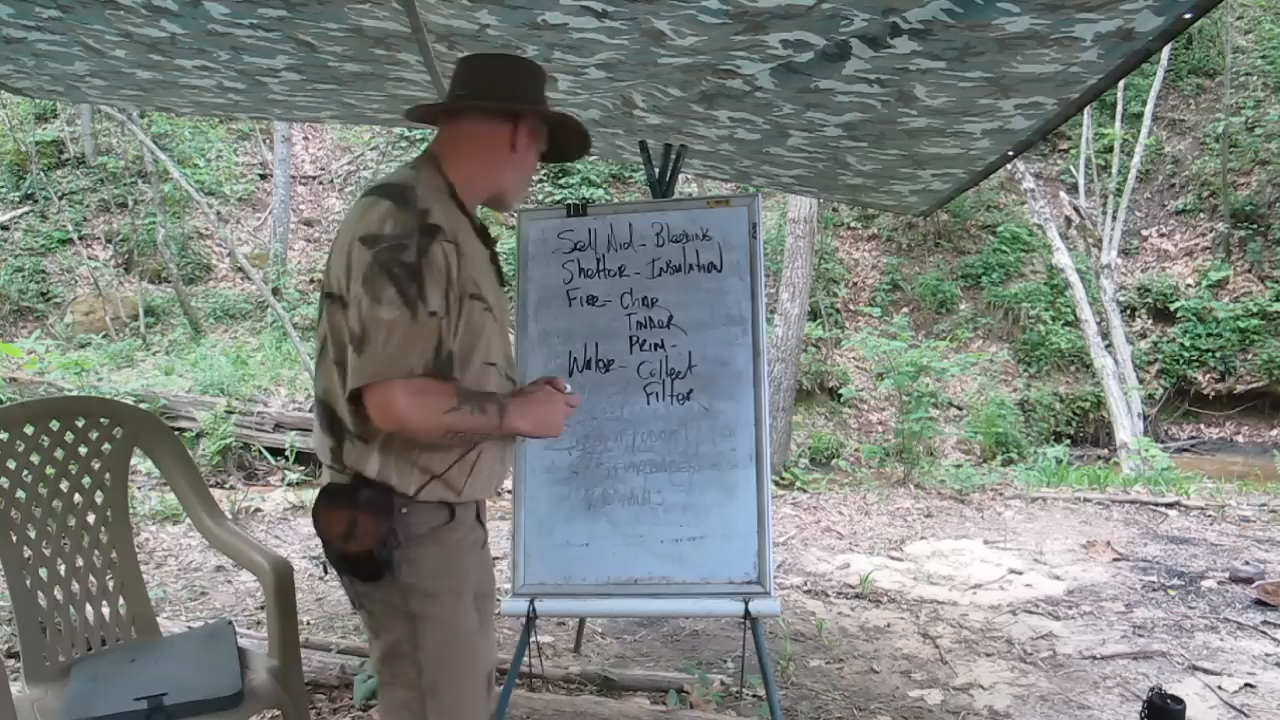 Self Aid - Bleeding
Shelter - Insulation
Fire - Char
Tinder
Prim -
Water - Collect
Filter